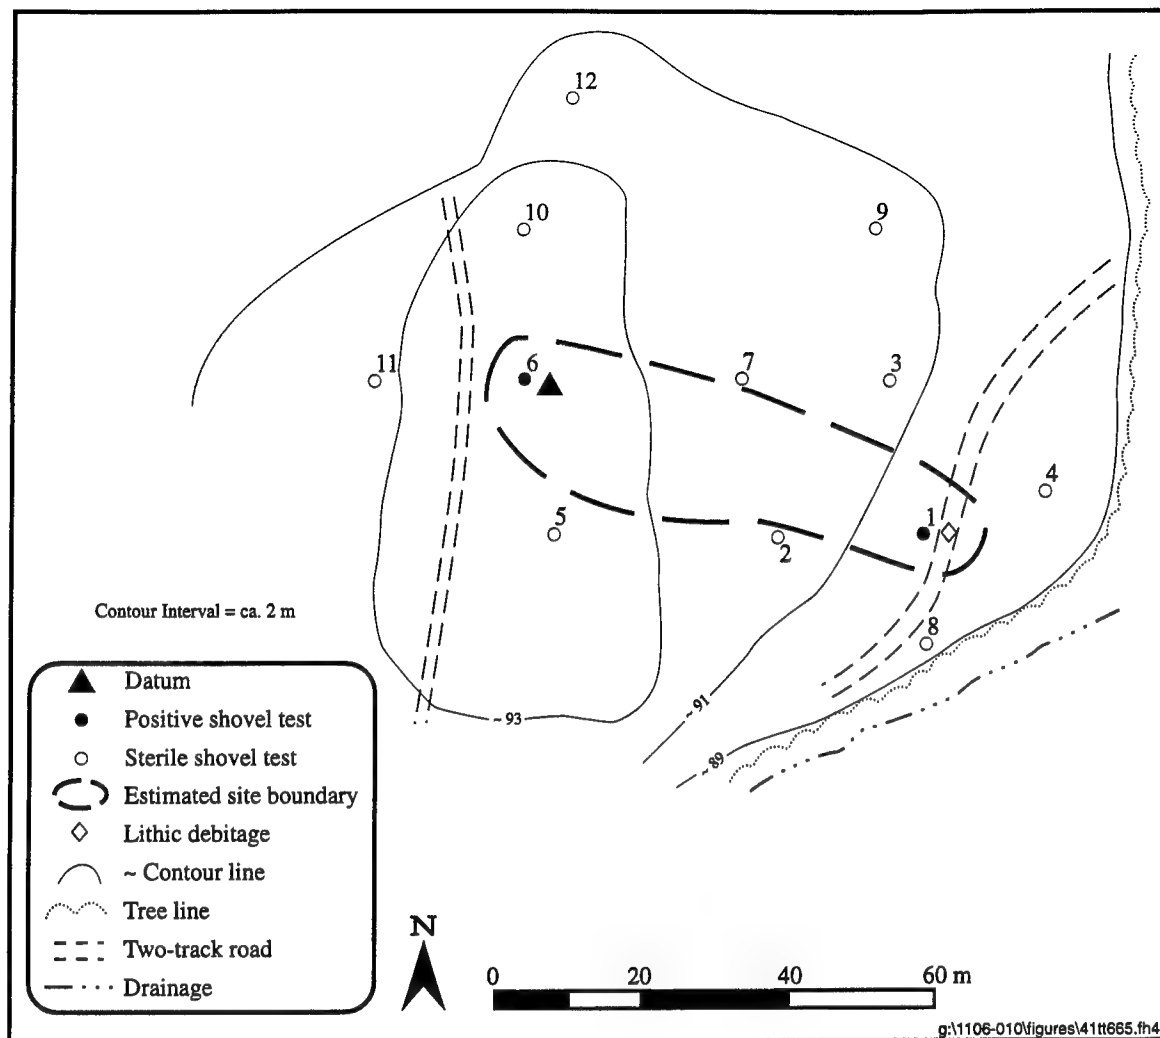 12
10
9
11
6
7
3
4
5
2
1
8
Contour Interval = ca. 2 m
~ 93
~ 91
~ 89
Datum
Positive shovel test
Sterile shovel test
Estimated site boundary
Lithic debitage
~ Contour line
Tree line
Two-track road
Drainage
N
0 20 40 60 m
g:\1106-010\figures\41tt665.fh4